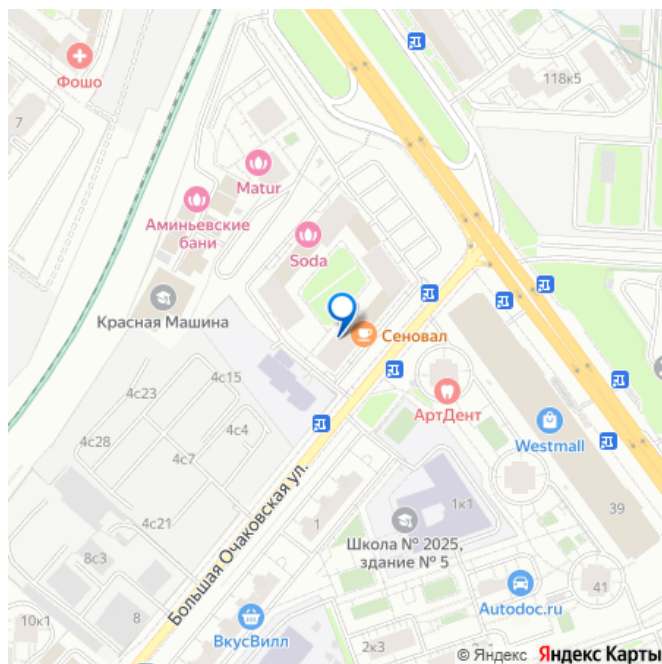 Фошо
7
118к5
Matur
Аминьевские
бани
Soda
Красная Машина
Сеновал
4с23
4с15
4с28
4с4
4с7
АртДент
Westmall
4с21
Большая Очаковская ул.
1
1к1
39
Школа № 2025,
здание № 5
8с3
Autodoc.ru
41
10к1
8
ВкусВилл
2к3
2к1
© Яндекс Яндекс Карты